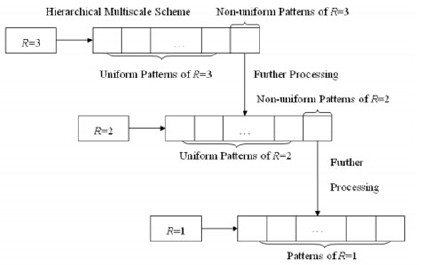 Hierarchical Multiscale Scheme
Non-uniform Patterns of R=3
R=3
...
Uniform Patterns of R=3
Further Processing
Non-uniform Patterns of R=2
R=2
...
Uniform Patterns of R=2
Further
Processing
R=1
...
Patterns of R=1